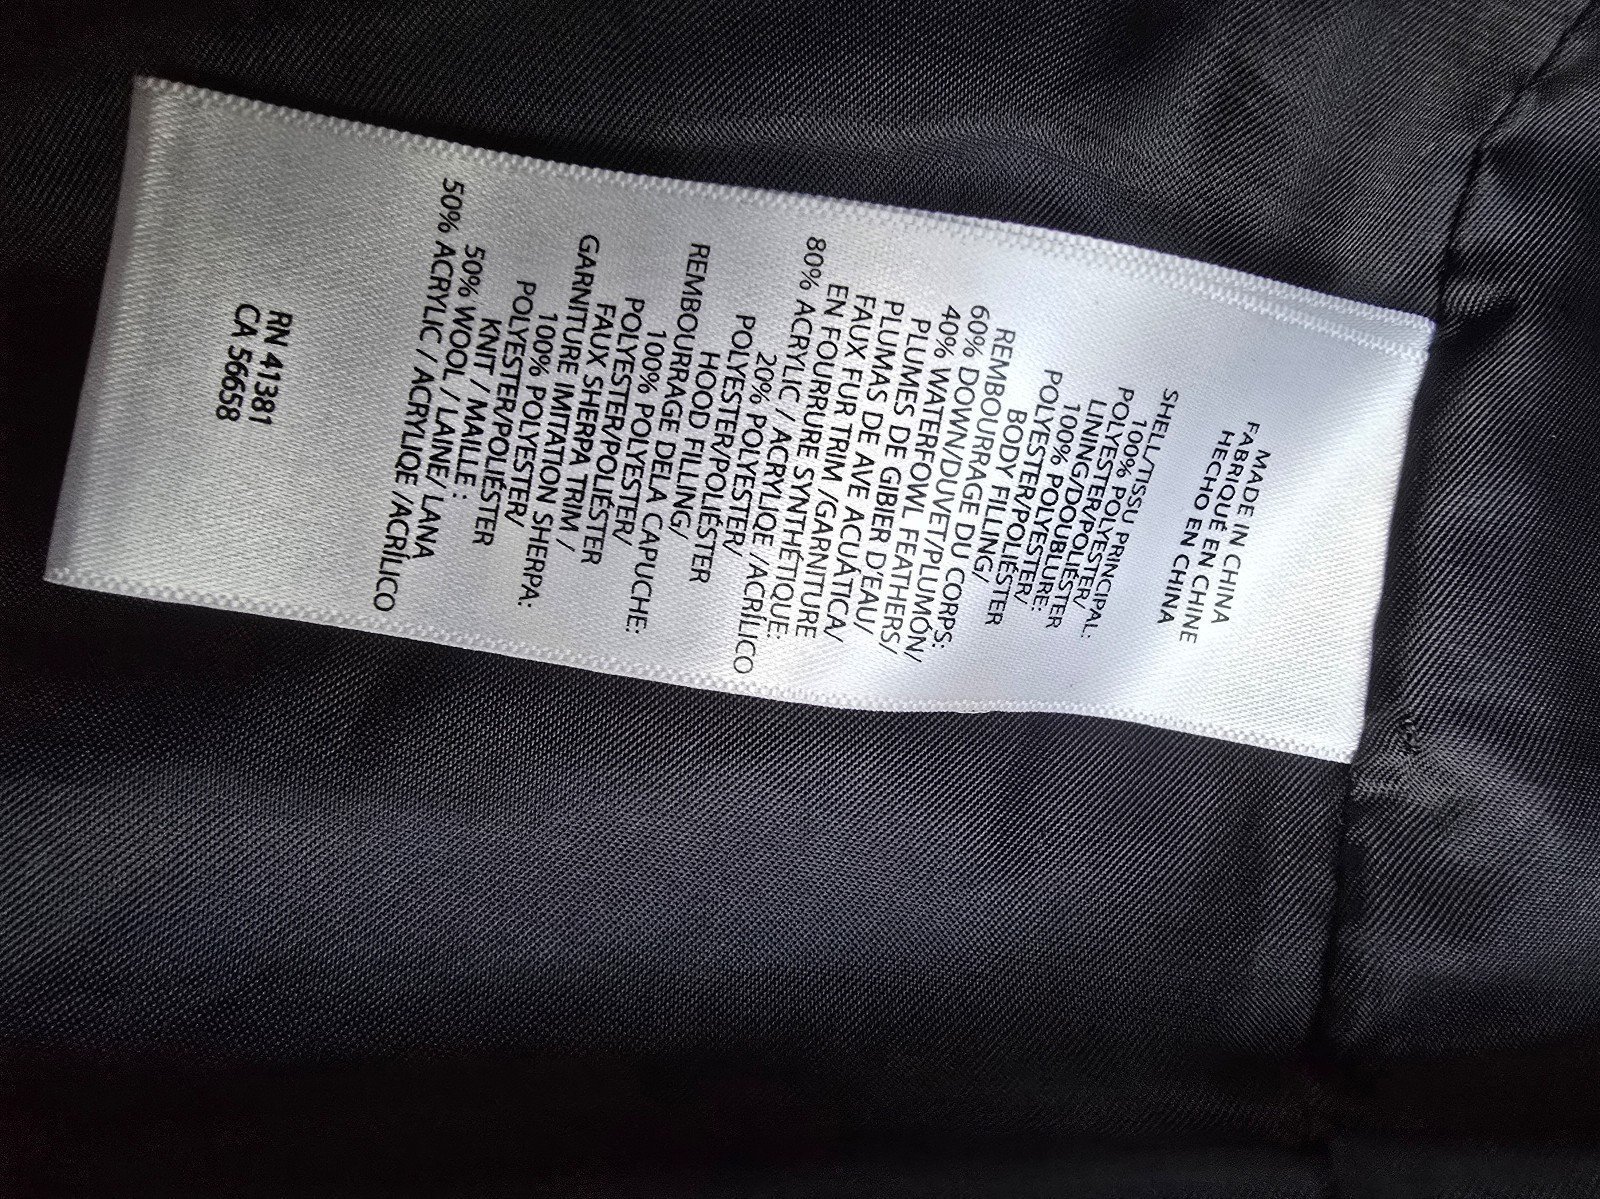 MADE IN CHINA
FABRIQUÉ EN CHINE
HECHO EN CHINA
SHELL/TISSU PRINCIPAL:
100% POLYESTER/
POLYESTER/POLIÉSTER
LINING/DOUBLURE:
100% POLYESTER/
POLYESTER/POLIÉSTER
BODY FILLING/
REMBOURRAGE DU CORPS:
60% DOWN/DUVET/PLUMÓN/
40% WATERFOWL FEATHERS/
PLUMES DE GIBIER D'EAU/
PLUMAS DE AVE ACUÁTICA/
FAUX FUR TRIM /GARNITURE
EN FOURRURE SYNTHÉTIQUE:
80% ACRYLIC / ACRYLIQE /ACRÍLICO
20% POLYESTER/
POLYESTER/POLIÉSTER
HOOD FILLING/
REMBOURRAGE DELA CAPUCHE:
100% POLYESTER/
POLYESTER/POLIÉSTER
FAUX SHERPA TRIM /
GARNITURE IMITATION SHERPA:
100% POLYESTER/
POLYESTER/POLIÉSTER
KNIT / MAILLE :
50% WOOL / LAINE/ LANA
50% ACRYLIC / ACRYLIQE /ACRÍLICO
RN 41381
CA 56658